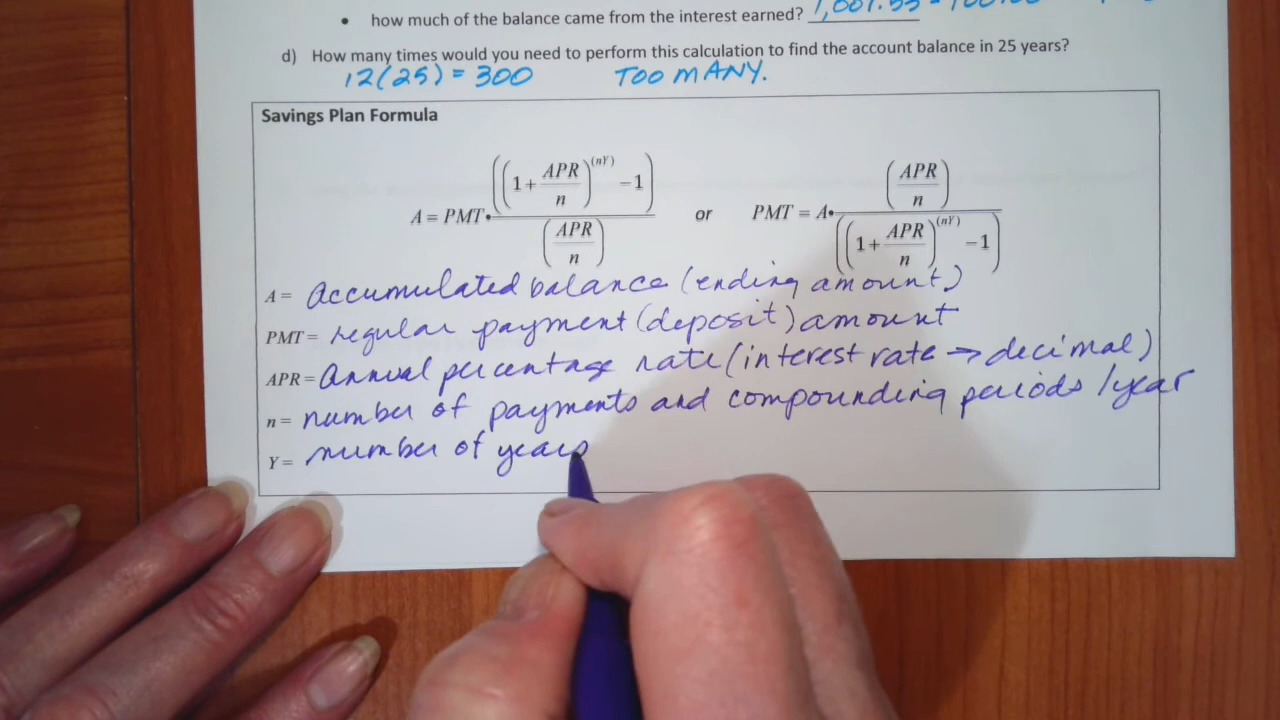 • how much of the balance came from the interest earned?
d) How many times would you need to perform this calculation to find the account balance in 25 years?
12(25) = 300 TOO MANY.
Savings Plan Formula
A = PMT•((1+APR/n)^(nY) −1)/(APR/n) or PMT = A•(APR/n)/((1+APR/n)^(nY) −1)
A = accumulated balance (ending amount)
PMT = regular payment (deposit) amount
APR = annual percentage rate (interest rate → decimal)
n = number of payments and compounding periods /year
Y = number of years